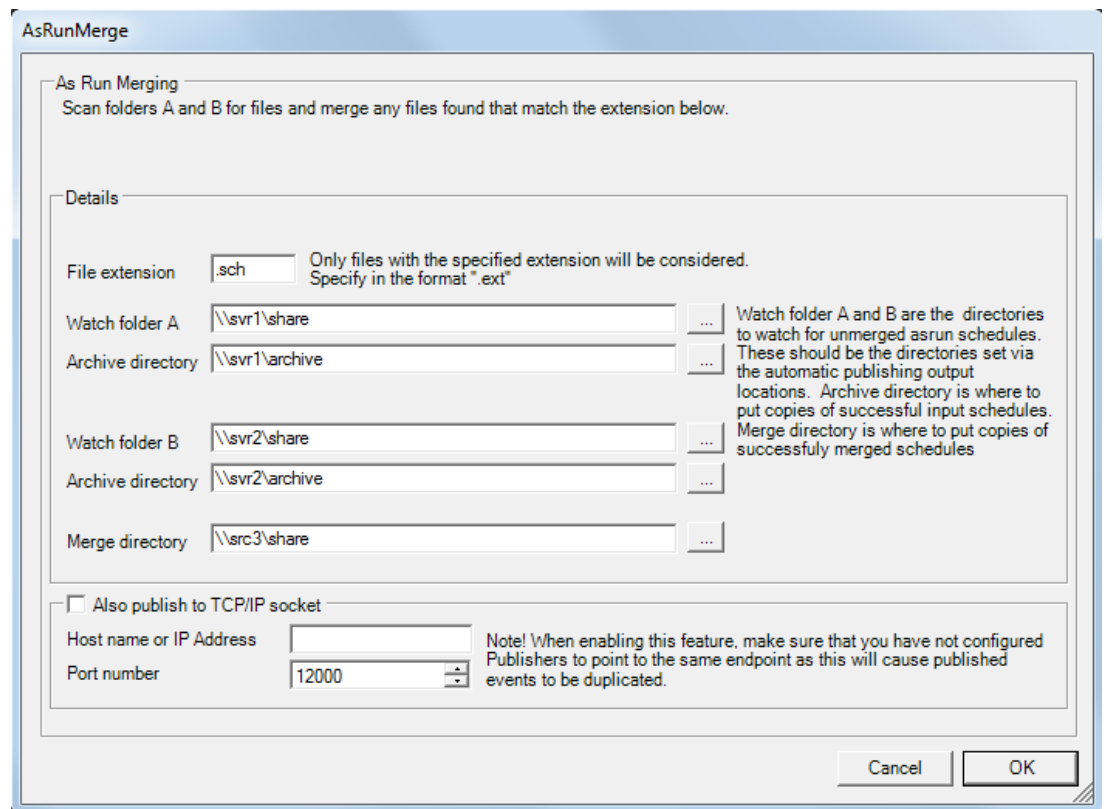 AsRunMerge
As Run Merging
Scan folders A and B for files and merge any files found that match the extension below.
Details
File extension
.sch
Only files with the specified extension will be considered.
Specify in the format ".ext"
Watch folder A
\\svr1\share
...
Archive directory
\\svr1\archive
...
Watch folder B
\\svr2\share
...
Archive directory
\\svr2\archive
...
Merge directory
\\src3\share
...
Watch folder A and B are the directories
to watch for unmerged asrun schedules.
These should be the directories set via
the automatic publishing output
locations. Archive directory is where to
put copies of successful input schedules.
Merge directory is where to put copies of
successfuly merged schedules
Also publish to TCP/IP socket
Host name or IP Address
Port number
12000
Note! When enabling this feature, make sure that you have not configured
Publishers to point to the same endpoint as this will cause published
events to be duplicated.
Cancel
OK